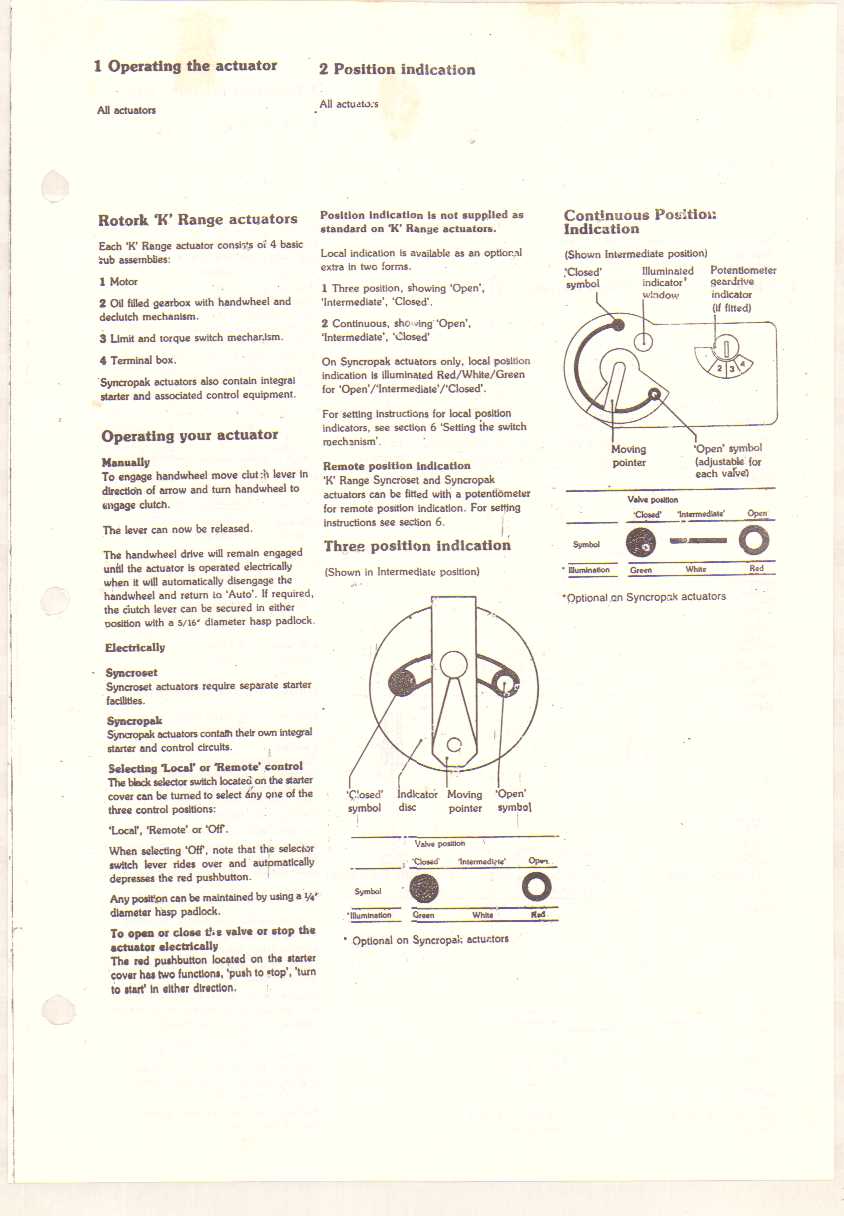 1 Operating the actuator
All actuators
Rotork 'K' Range actuators
Each 'K' Range actuator consists of 4 basic
sub assemblies:
1 Motor
2 Oil filled gearbox with handwheel and
declutch mechanism.
3 Limit and torque switch mechanism.
4 Terminal box.
Syncropak actuators also contain integral
starter and associated control equipment.
Operating your actuator
Manually
To engage handwheel move clutch lever in
direction of arrow and turn handwheel to
engage clutch.
The lever can now be released.
The handwheel drive will remain engaged
until the actuator is operated electrically
when it will automatically disengage the
handwheel and return to 'Auto'. If required,
the clutch lever can be secured in either
position with a 5/16" diameter hasp padlock.
Electrically
Syncroset
Syncroset actuators require separate starter
facilities.
Syncropak
Syncropak actuators contain their own integral
starter and control circuits.
Selecting 'Local' or 'Remote' control
The black selector switch located on the starter
cover can be turned to select any one of the
three control positions:
'Local', 'Remote' or 'Off'.
When selecting 'Off', note that the selector
switch lever rides over and automatically
depresses the red pushbutton.
Any position can be maintained by using a 1/4"
diameter hasp padlock.
To open or close the valve or stop the
actuator electrically
The red pushbutton located on the starter
cover has two functions, 'push to stop', 'turn
to start' in either direction.
2 Position indication
All actuators
Position indication is not supplied as
standard on 'K' Range actuators.
Local indication is available as an optional
extra in two forms.
1 Three position, showing 'Open',
'Intermediate', 'Closed'.
2 Continuous, showing 'Open',
'Intermediate', 'Closed'
On Syncropak actuators only, local position
indication is illuminated Red/White/Green
for 'Open'/'Intermediate'/'Closed'.
For setting instructions for local position
indicators, see section 6 'Setting the switch
mechanism'.
Remote position indication
'K' Range Syncroset and Syncropak
actuators can be fitted with a potentiometer
for remote position indication. For setting
instructions see section 6.
Three position indication
(Shown in Intermediate position)
'Closed' Indicator Moving 'Open'
symbol disc pointer symbol
Valve position
'Closed' 'Intermediate' Open
Symbol
*Illumination Green White Red
* Optional on Syncropak actuators
Continuous Position
Indication
(Shown Intermediate position)
'Closed' Illuminated Potentiometer
symbol indicator geardrive
window indicator
(if fitted)
2 3 4
Moving 'Open' symbol
pointer (adjustable for
each valve)
Valve position
'Closed' 'Intermediate' Open
Symbol
* Illumination Green White Red
*Optional on Syncropak actuators